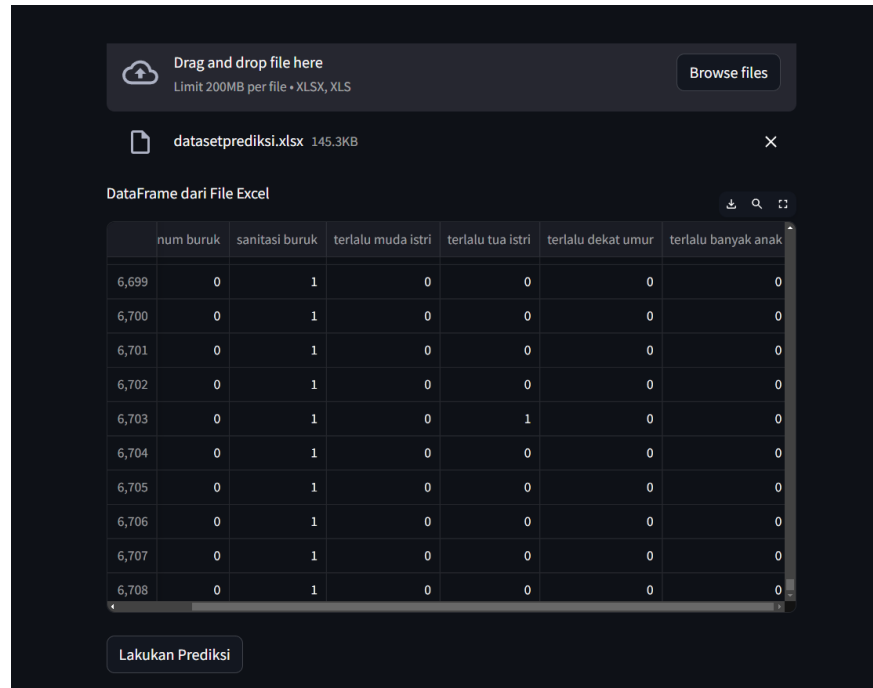 Drag and drop file here
Limit 200MB per file • XLSX, XLS
Browse files
datasetprediksi.xlsx 145.3KB
DataFrame dari File Excel
num buruk sanitasi buruk terlalu muda istri terlalu tua istri terlalu dekat umur terlalu banyak anak
6,699 0 1 0 0 0 0
6,700 0 1 0 0 0 0
6,701 0 1 0 0 0 0
6,702 0 1 0 0 0 0
6,703 0 1 0 1 0 0
6,704 0 1 0 0 0 0
6,705 0 1 0 0 0 0
6,706 0 1 0 0 0 0
6,707 0 1 0 0 0 0
6,708 0 1 0 0 0 0
Lakukan Prediksi